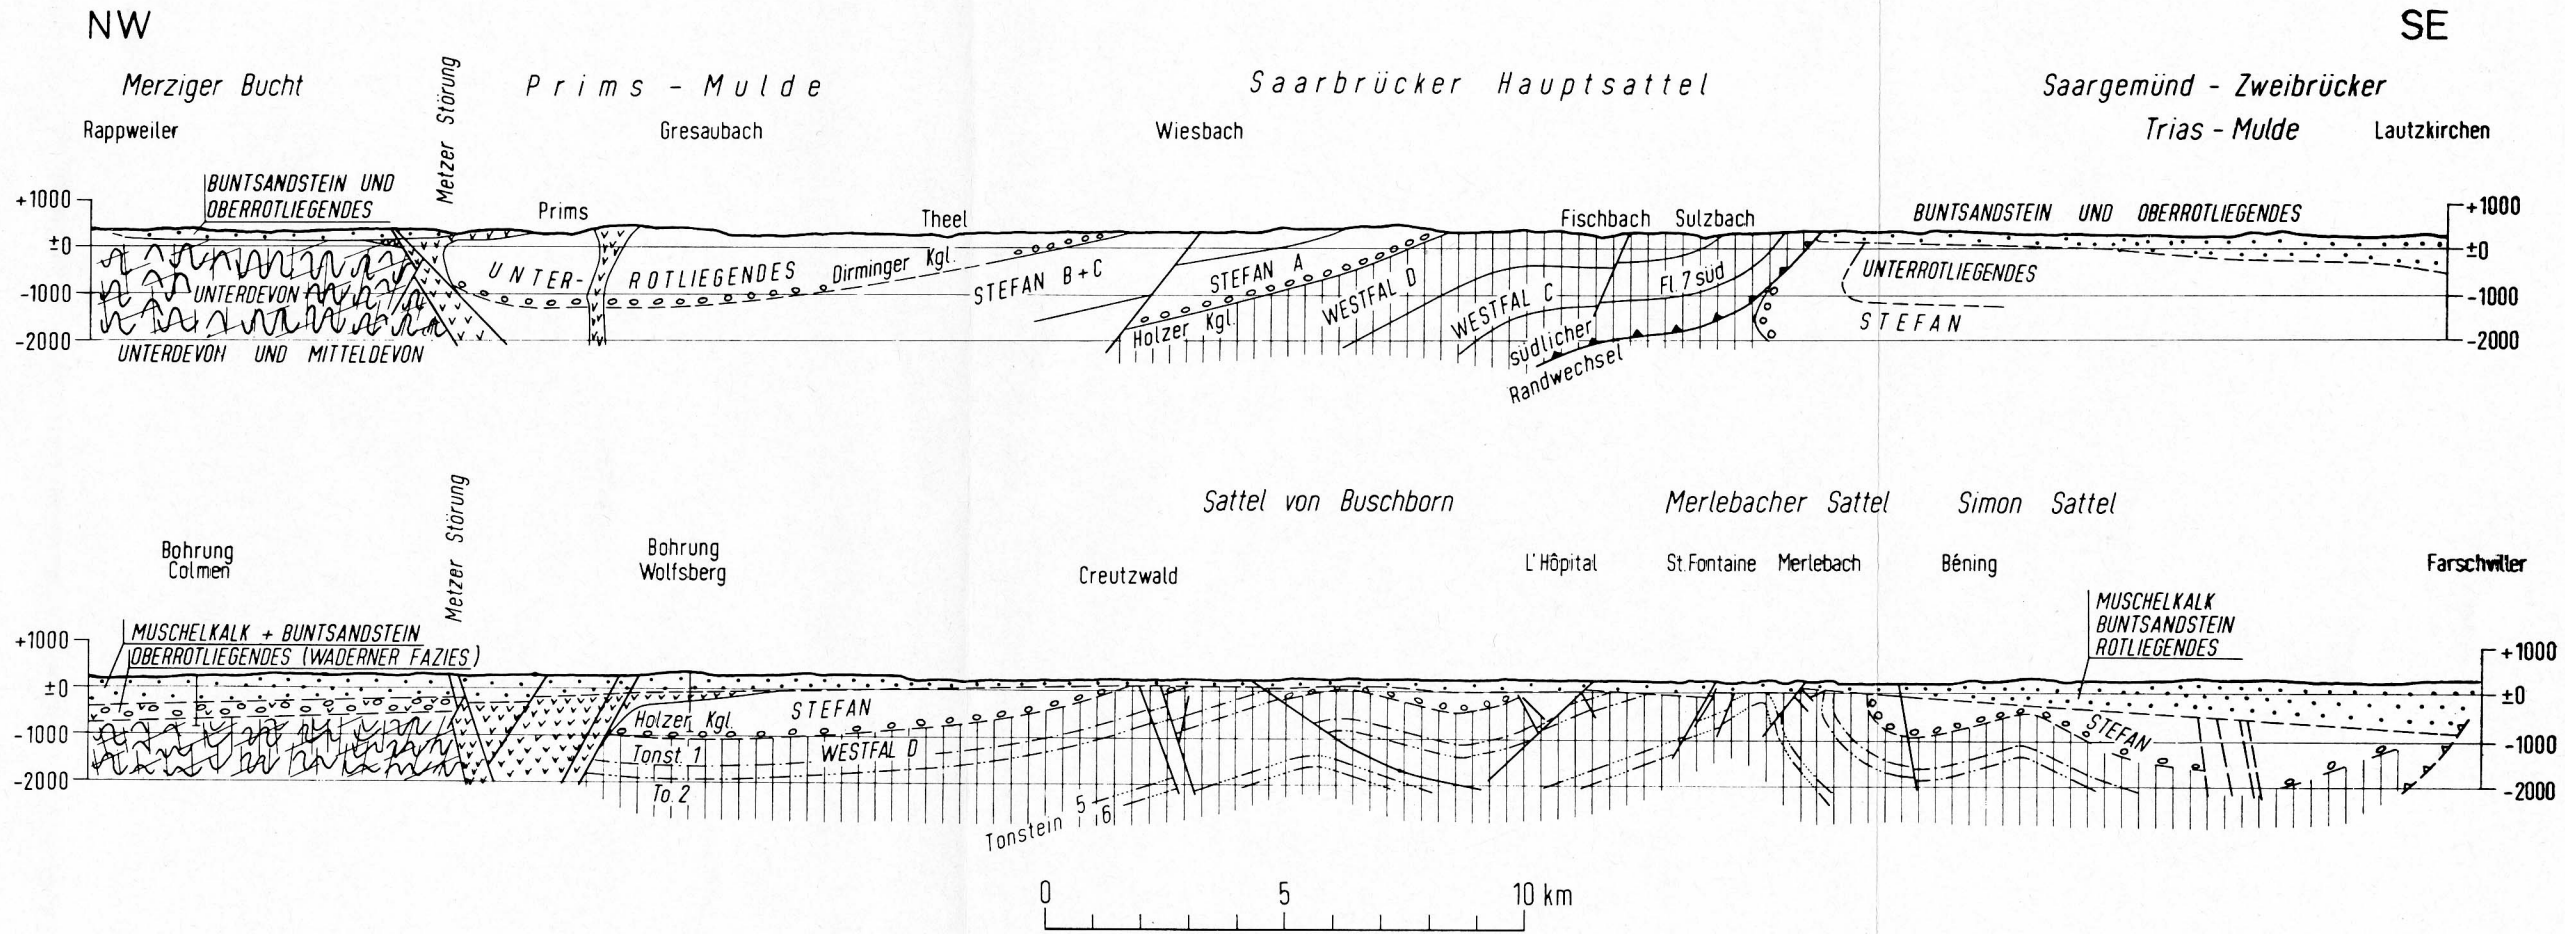 NW
SE
Merziger Bucht
Metzer Störung
Prims - Mulde
Saarbrücker Hauptsattel
Saargemünd - Zweibrücker
Trias - Mulde
Rappweiler
Gresaubach
Wiesbach
Lautzkirchen
BUNTSANDSTEIN UND
OBERROTLIEGENDES
Prims
Theel
Fischbach
Sulzbach
BUNTSANDSTEIN UND OBERROTLIEGENDES
+1000
±0
-1000
-2000
+1000
±0
-1000
-2000
UNTERDEVON
UNTERDEVON UND MITTELDEVON
UNTER-ROTLIEGENDES
Dirminger Kgl.
STEFAN B+C
STEFAN A
Holzer Kgl.
WESTFAL D
WESTFAL C
Fl. 7 süd
südlicher
Randwechsel
UNTERROTLIEGENDES
STEFAN
Metzer Störung
Sattel von Buschborn
Merlebacher Sattel
Simon Sattel
Bohrung
Colmen
Bohrung
Wolfsberg
Creutzwald
L'Hôpital
St. Fontaine
Merlebach
Béning
Farschwiller
MUSCHELKALK + BUNTSANDSTEIN
OBERROTLIEGENDES (WADERNER FAZIES)
MUSCHELKALK
BUNTSANDSTEIN
ROTLIEGENDES
+1000
±0
-1000
-2000
+1000
±0
-1000
-2000
Holzer Kgl.
STEFAN
Tonst. 1
WESTFAL D
To. 2
Tonstein 5
6
STEFAN
0 5 10 km